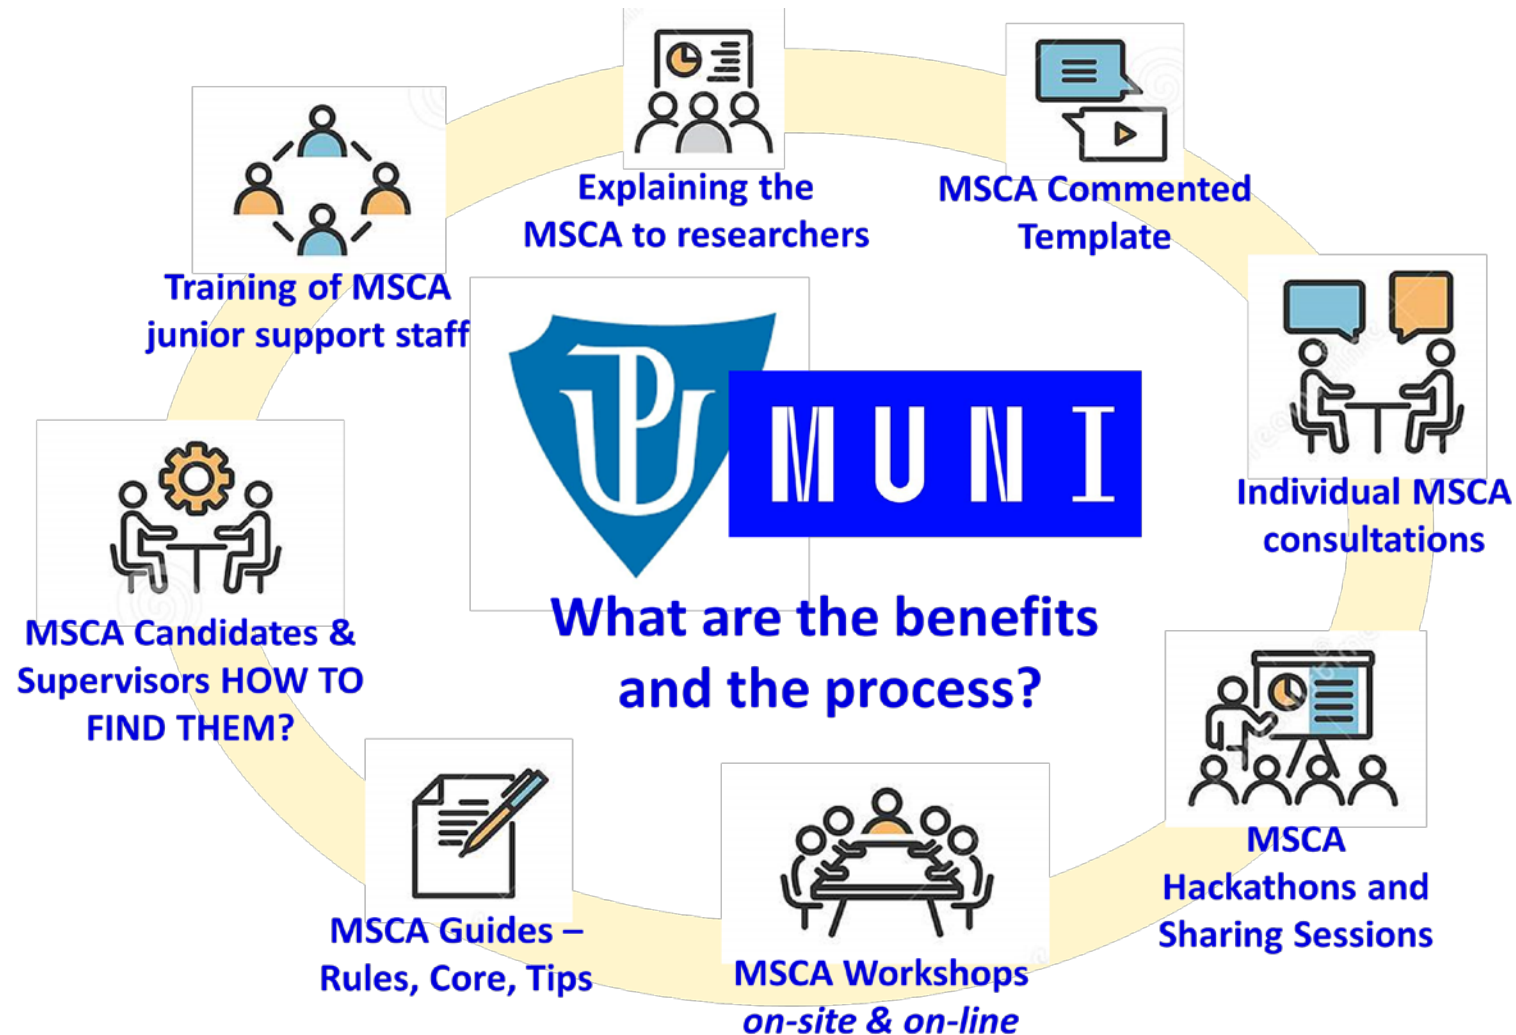 Explaining the
MSCA to researchers
MSCA Commented
Template
Training of MSCA
junior support staff
MUNI
Individual MSCA
consultations
What are the benefits
and the process?
MSCA Candidates &
Supervisors HOW TO
FIND THEM?
MSCA
Hackathons and
Sharing Sessions
MSCA Guides –
Rules, Core, Tips
MSCA Workshops
on-site & on-line